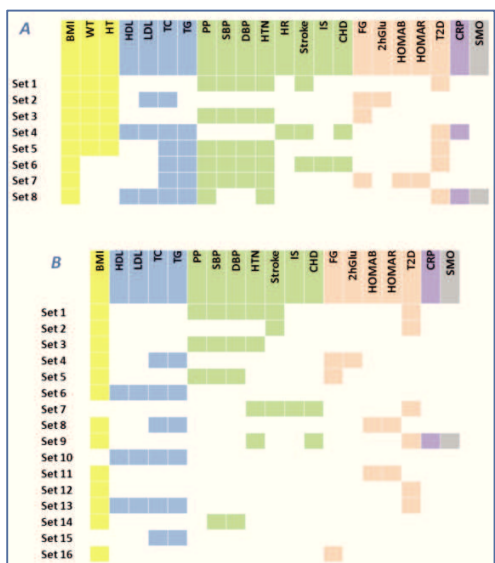 A
BMI WT HT HDL LDL TC TG PP SBP DBP HTN HR Stroke IS CHD FG 2hGlu HOMAB HOMAR T2D CRP SMO
Set 1
Set 2
Set 3
Set 4
Set 5
Set 6
Set 7
Set 8
B
BMI HDL LDL TC TG PP SBP DBP HTN Stroke IS CHD FG 2hGlu HOMAB HOMAR T2D CRP SMO
Set 1
Set 2
Set 3
Set 4
Set 5
Set 6
Set 7
Set 8
Set 9
Set 10
Set 11
Set 12
Set 13
Set 14
Set 15
Set 16